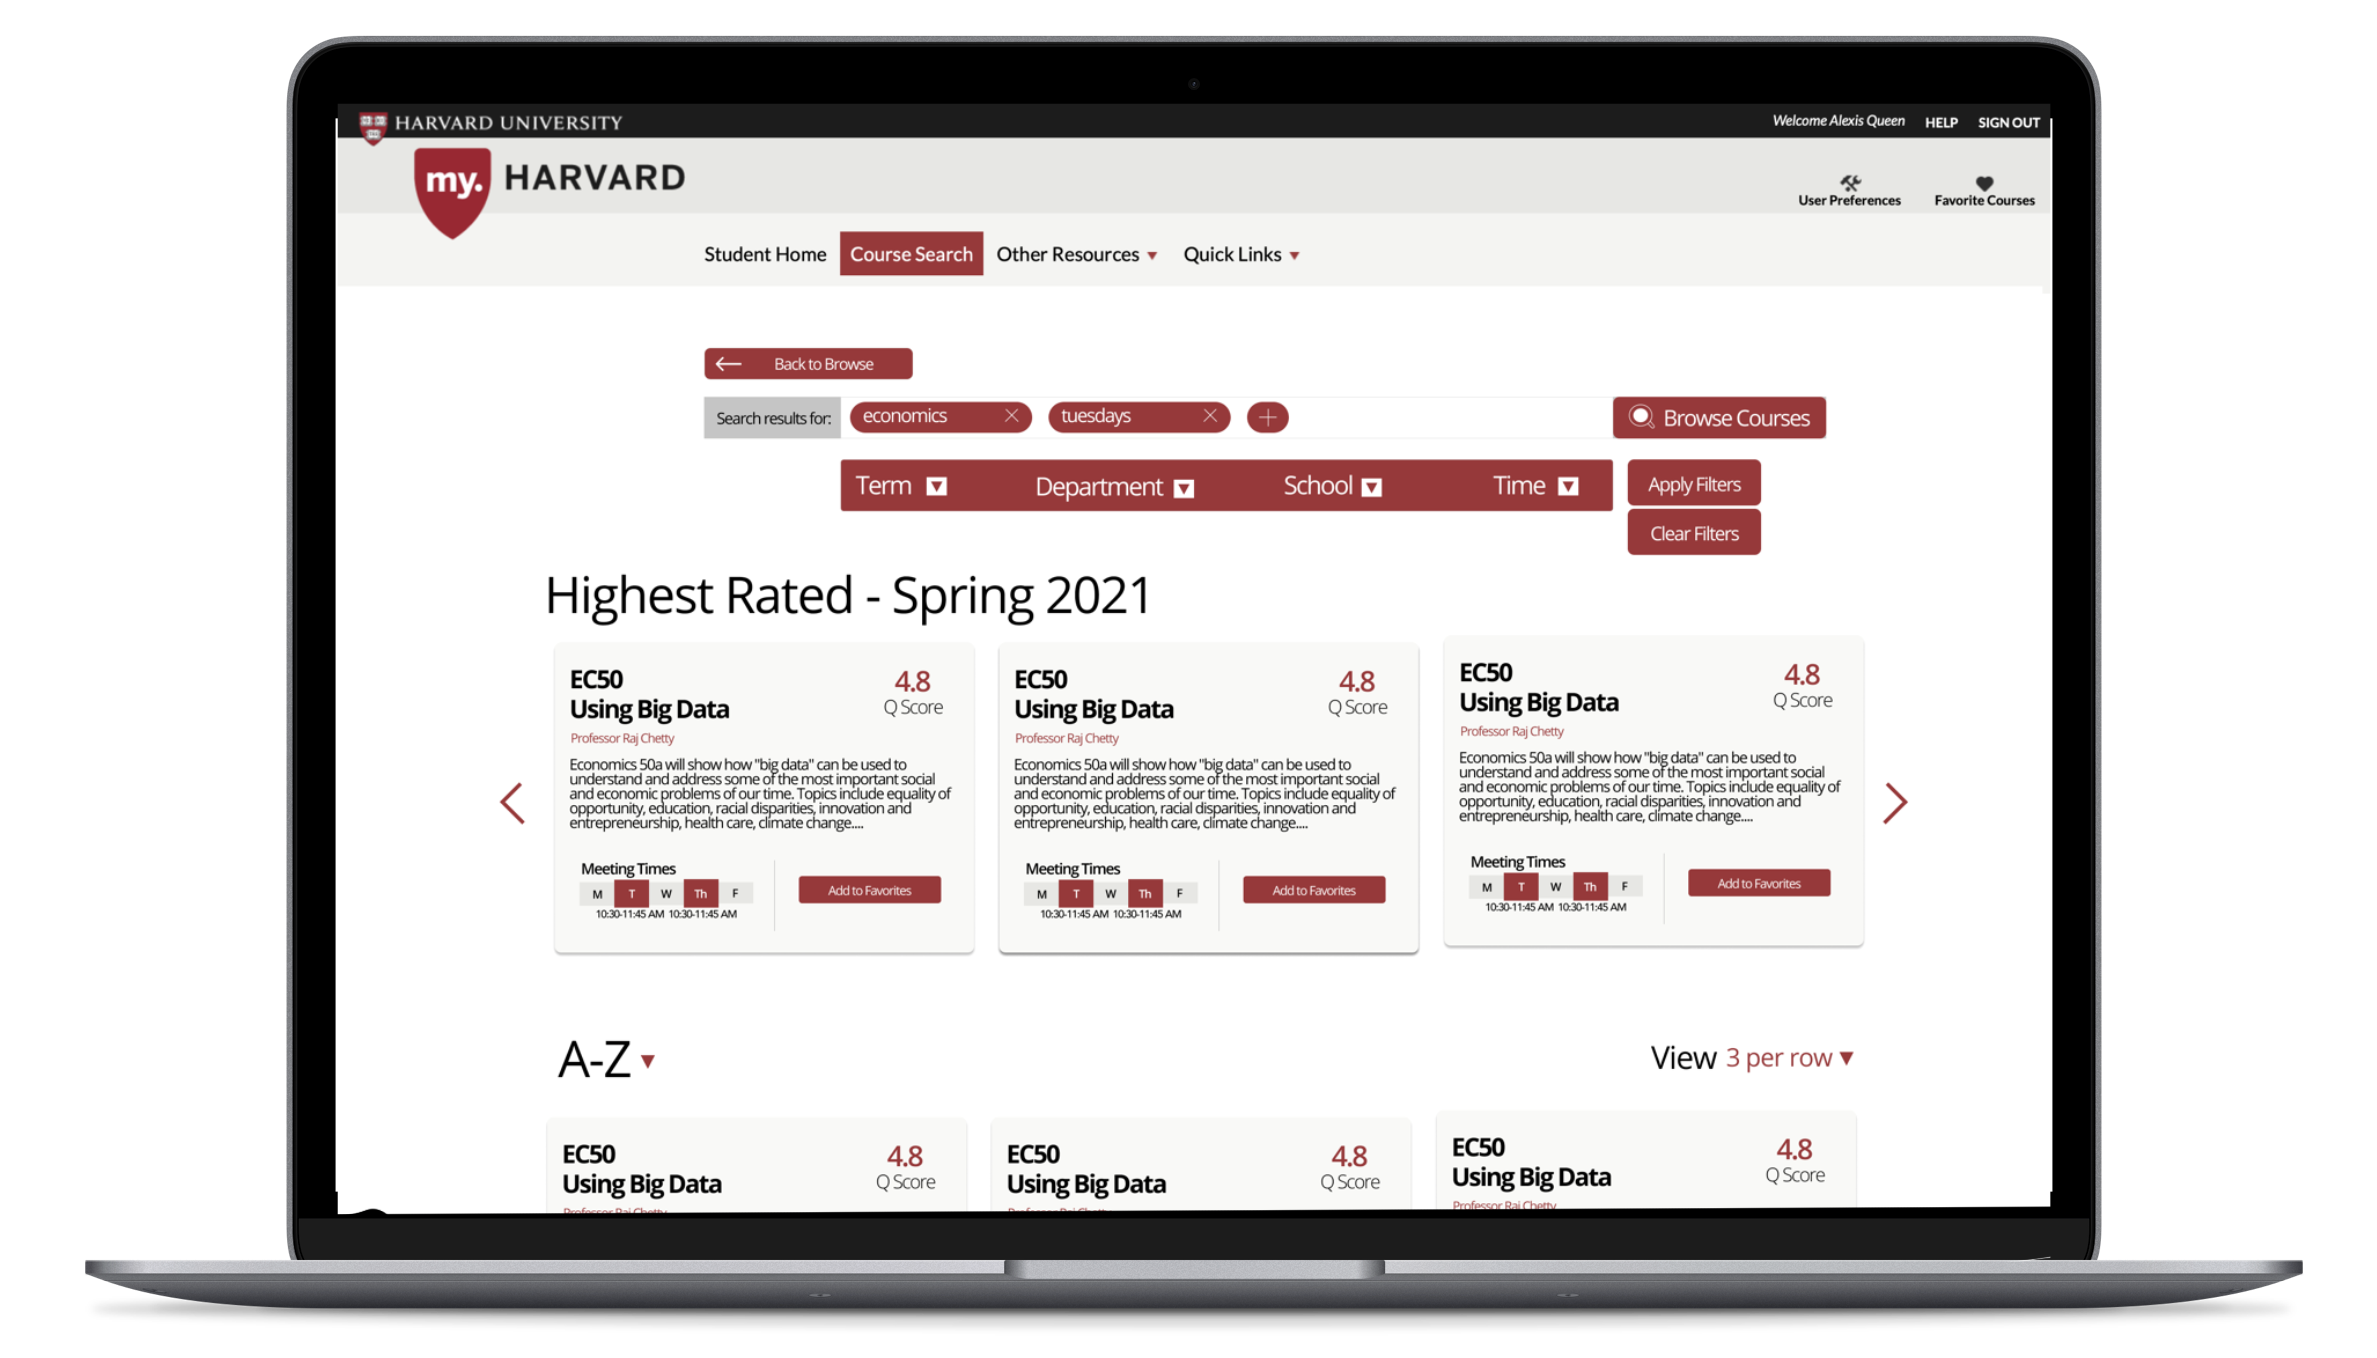 HARVARD UNIVERSITY
Welcome Alexis Queen HELP SIGN OUT
my. HARVARD
User Preferences Favorite Courses
Student Home Course Search Other Resources Quick Links
Back to Browse
Search results for: economics tuesdays Browse Courses
Term Department School Time Apply Filters
Clear Filters
Highest Rated - Spring 2021
EC50
Using Big Data
4.8
Q Score
Professor Raj Chetty
Economics 50a will show how "big data" can be used to
understand and address some of the most important social
and economic problems of our time. Topics include equality of
opportunity, education, racial disparities, innovation and
entrepreneurship, health care, climate change....
Meeting Times
M T W Th F
10:30-11:45 AM 10:30-11:45 AM
Add to Favorites
EC50
Using Big Data
4.8
Q Score
Professor Raj Chetty
Economics 50a will show how "big data" can be used to
understand and address some of the most important social
and economic problems of our time. Topics include equality of
opportunity, education, racial disparities, innovation and
entrepreneurship, health care, climate change....
Meeting Times
M T W Th F
10:30-11:45 AM 10:30-11:45 AM
Add to Favorites
EC50
Using Big Data
4.8
Q Score
Professor Raj Chetty
Economics 50a will show how "big data" can be used to
understand and address some of the most important social
and economic problems of our time. Topics include equality of
opportunity, education, racial disparities, innovation and
entrepreneurship, health care, climate change....
Meeting Times
M T W Th F
10:30-11:45 AM 10:30-11:45 AM
Add to Favorites
A-Z
View 3 per row
EC50
Using Big Data
4.8
Q Score
Professor Raj Chetty
EC50
Using Big Data
4.8
Q Score
EC50
Using Big Data
4.8
Q Score
Professor Raj Chetty